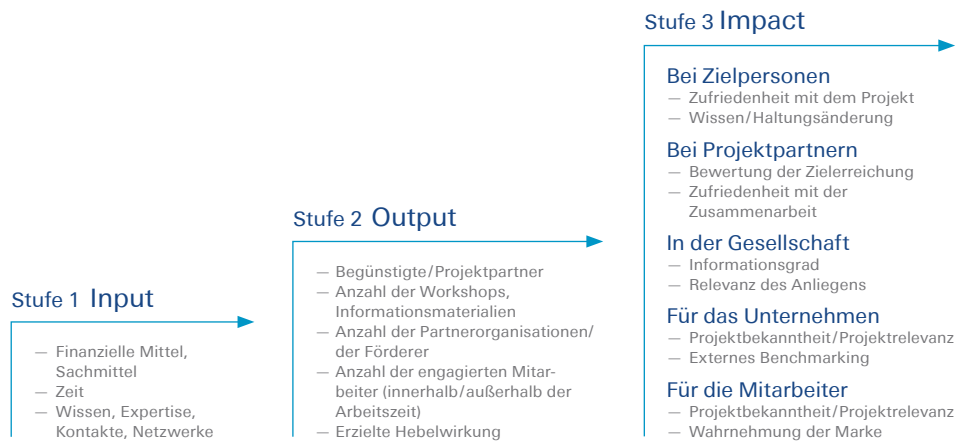 Stufe 1 Input
— Finanzielle Mittel,
Sachmittel
— Zeit
— Wissen, Expertise,
Kontakte, Netzwerke
Stufe 2 Output
— Begünstigte/Projektpartner
— Anzahl der Workshops,
Informationsmaterialien
— Anzahl der Partnerorganisationen/
der Förderer
— Anzahl der engagierten Mitar-
beiter (innerhalb/außerhalb der
Arbeitszeit)
— Erzielte Hebelwirkung
Stufe 3 Impact
Bei Zielpersonen
— Zufriedenheit mit dem Projekt
— Wissen/Haltungsänderung
Bei Projektpartnern
— Bewertung der Zielerreichung
— Zufriedenheit mit der
Zusammenarbeit
In der Gesellschaft
— Informationsgrad
— Relevanz des Anliegens
Für das Unternehmen
— Projektbekanntheit/Projektrelevanz
— Externes Benchmarking
Für die Mitarbeiter
— Projektbekanntheit/Projektrelevanz
— Wahrnehmung der Marke